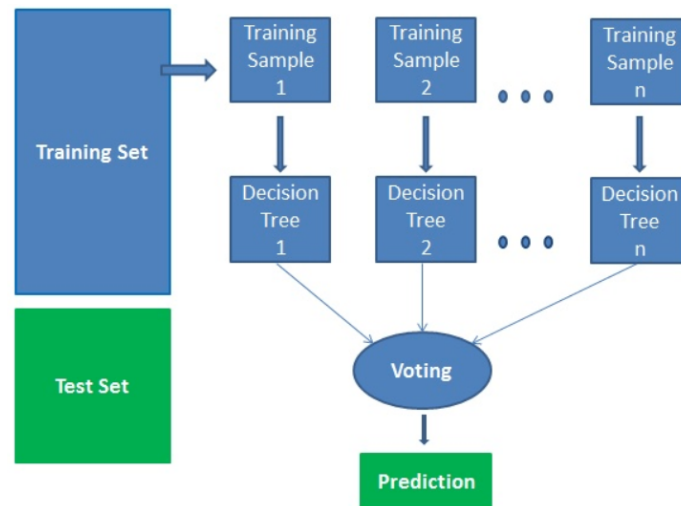 Training
Sample
1
Training
Sample
2
Training
Sample
n
Training Set
Decision
Tree
1
Decision
Tree
2
Decision
Tree
n
Voting
Test Set
Prediction